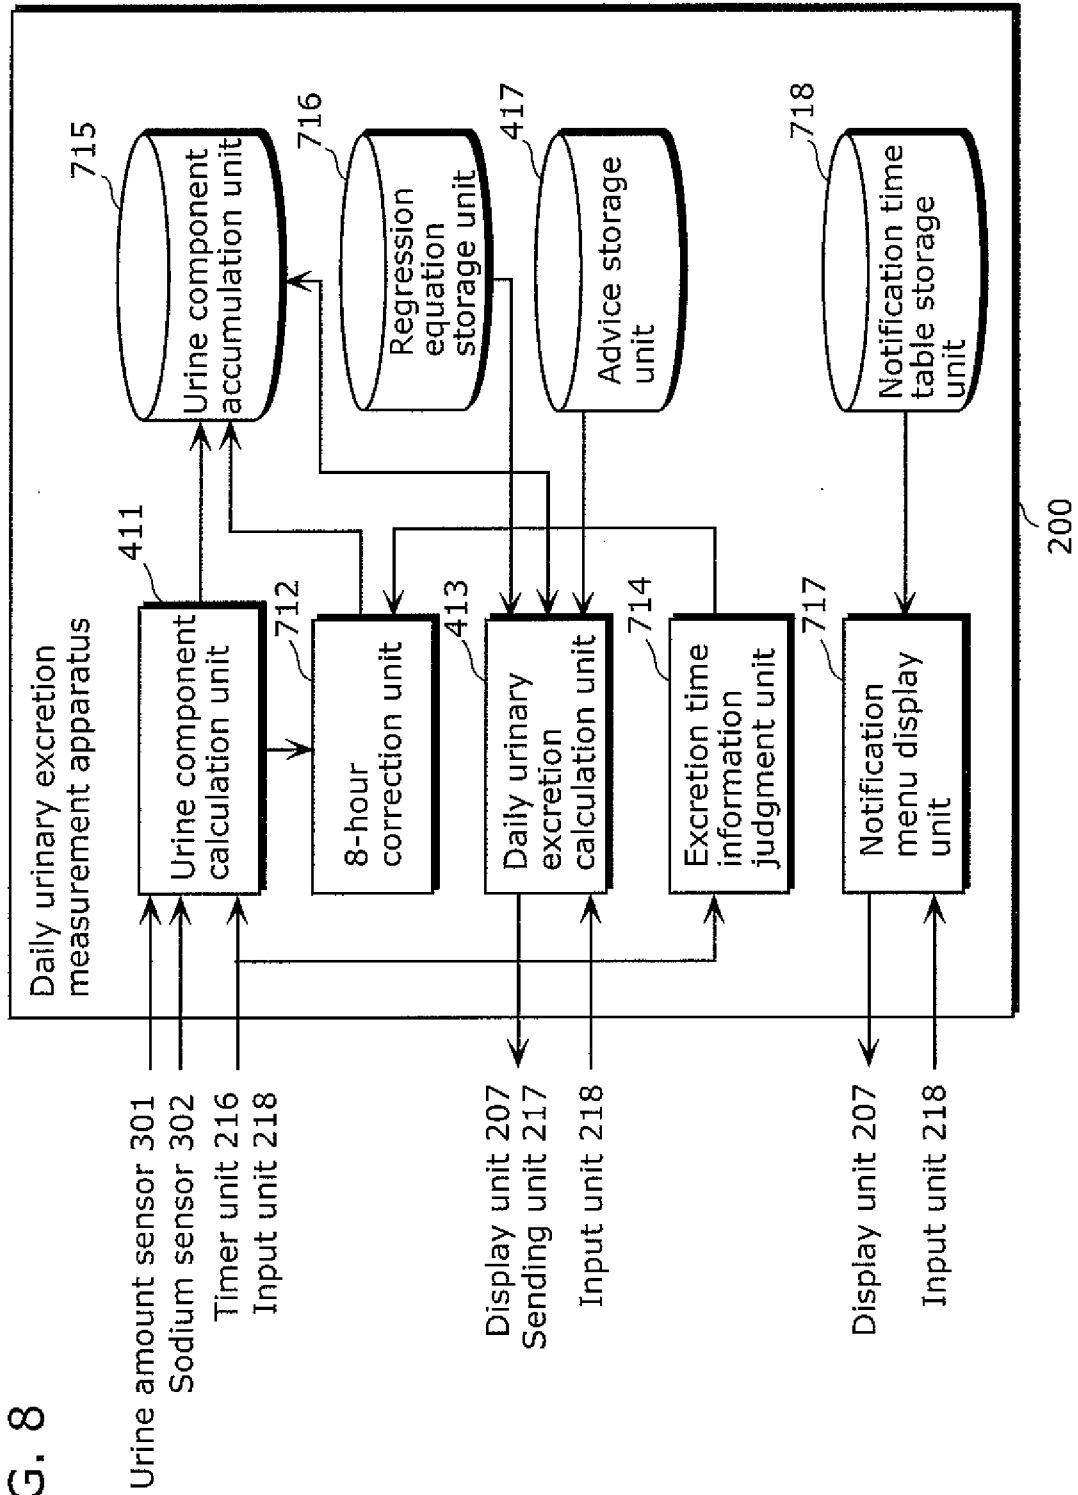 G. 8
Daily urinary excretion
measurement apparatus
Urine amount sensor 301
Sodium sensor 302
Timer unit 216
Input unit 218
411
Urine component
calculation unit
715
Urine component
accumulation unit
712
8-hour
correction unit
716
Regression
equation
storage unit
Display unit 207
Sending unit 217
Input unit 218
413
Daily urinary
excretion
calculation unit
417
Advice storage
unit
714
Excretion time
information
judgment unit
Display unit 207
Input unit 218
717
Notification
menu display
unit
718
Notification time
table storage
unit
200